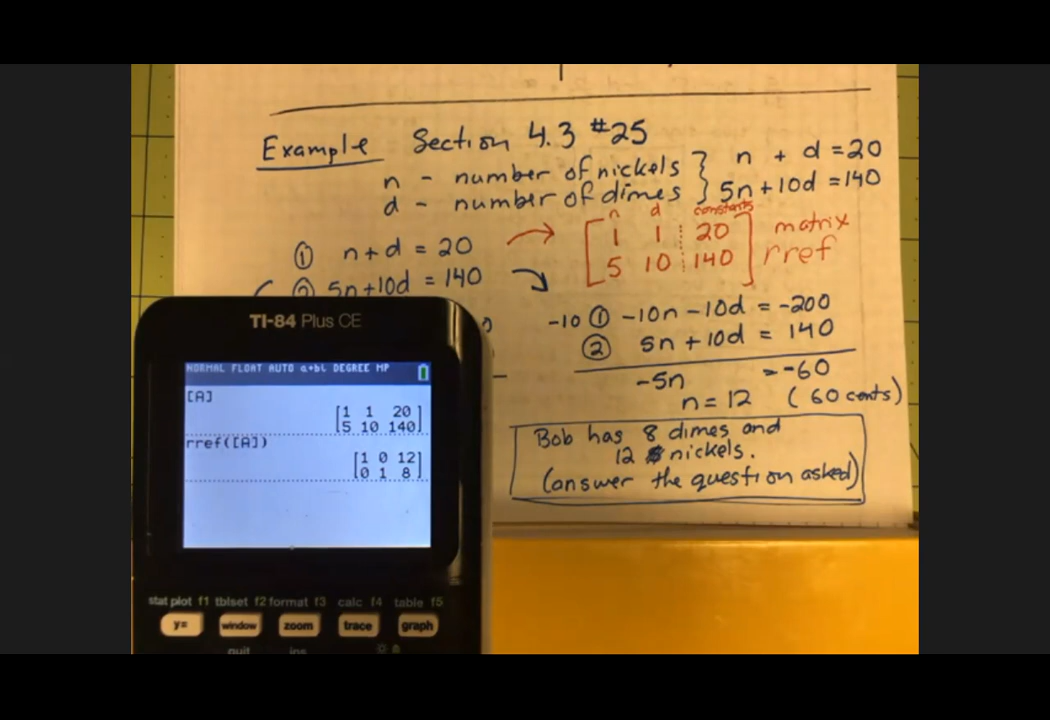 Example Section 4.3 #25
n - number of nickels } n + d = 20
d - number of dimes } 5n + 10d = 140
① n + d = 20
② 5n + 10d = 140
n d constants
[1 1 20] matrix
[5 10 140] rref
-10 ① -10n - 10d = -200
② 5n + 10d = 140
-5n = -60
n = 12 (60 cents)
Bob has 8 dimes and
12 nickels.
(answer the question asked)
TI-84 Plus CE
NORMAL FLOAT AUTO a+bi DEGREE MP
[A]
[1 1 20]
[5 10 140]
rref([A])
[1 0 12]
[0 1 8]
stat plot f1 tblset f2 format f3 calc f4 table f5
y= window zoom trace graph
quit ins